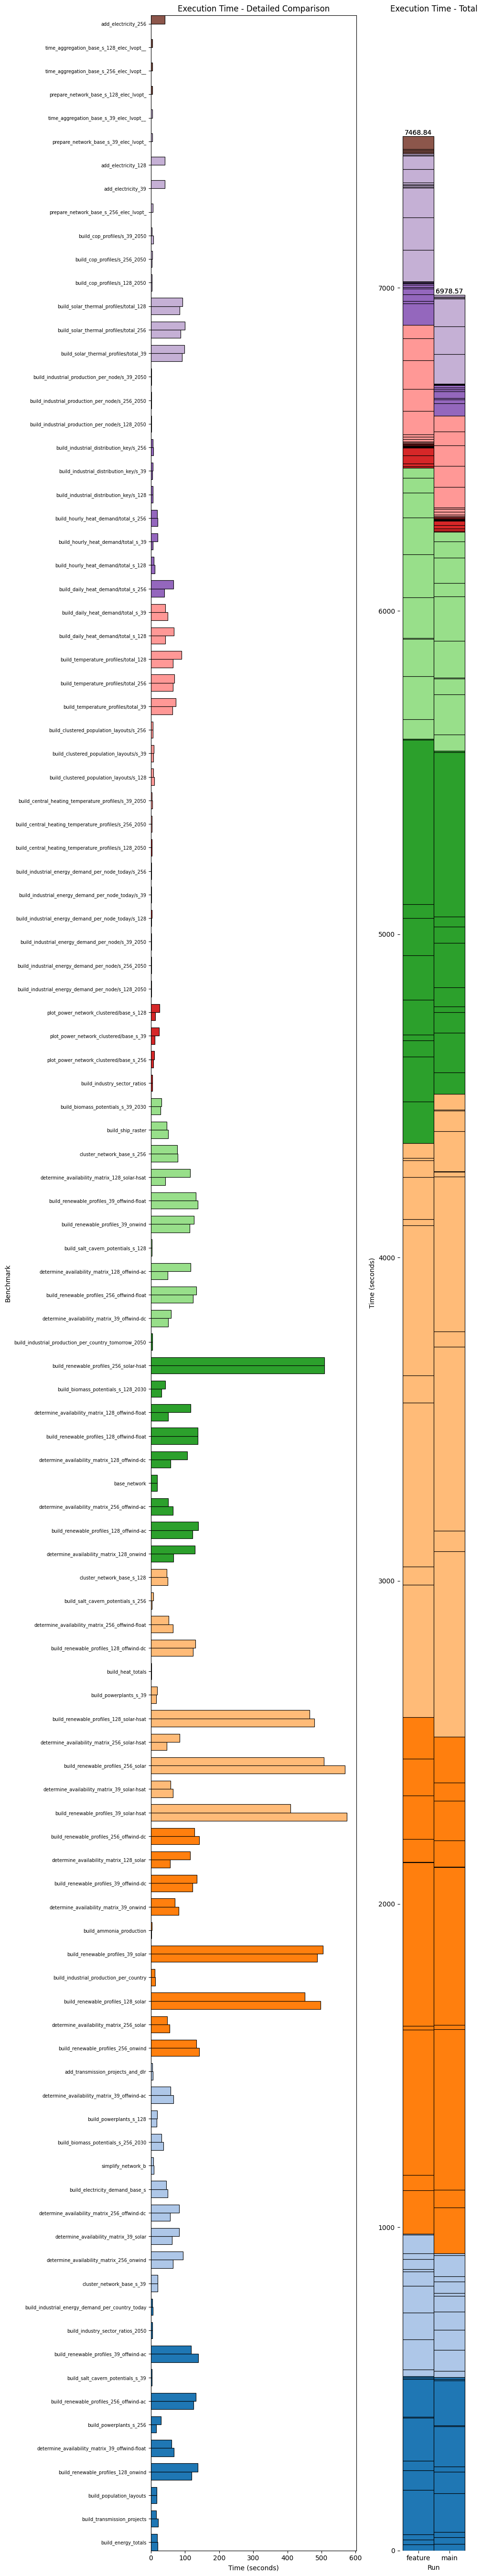 Execution Time - Detailed Comparison
add_electricity_256
time_aggregation_base_s_128_elec_lvopt__
time_aggregation_base_s_256_elec_lvopt__
prepare_network_base_s_128_elec_lvopt_
time_aggregation_base_s_39_elec_lvopt__
prepare_network_base_s_39_elec_lvopt_
add_electricity_128
add_electricity_39
prepare_network_base_s_256_elec_lvopt_
build_cop_profiles/s_39_2050
build_cop_profiles/s_256_2050
build_cop_profiles/s_128_2050
build_solar_thermal_profiles/total_128
build_solar_thermal_profiles/total_256
build_solar_thermal_profiles/total_39
build_industrial_production_per_node/s_39_2050
build_industrial_production_per_node/s_256_2050
build_industrial_production_per_node/s_128_2050
build_industrial_distribution_key/s_256
build_industrial_distribution_key/s_39
build_industrial_distribution_key/s_128
build_hourly_heat_demand/total_s_256
build_hourly_heat_demand/total_s_39
build_hourly_heat_demand/total_s_128
build_daily_heat_demand/total_s_256
build_daily_heat_demand/total_s_39
build_daily_heat_demand/total_s_128
build_temperature_profiles/total_128
build_temperature_profiles/total_256
build_temperature_profiles/total_39
build_clustered_population_layouts/s_256
build_clustered_population_layouts/s_39
build_clustered_population_layouts/s_128
build_central_heating_temperature_profiles/s_39_2050
build_central_heating_temperature_profiles/s_256_2050
build_central_heating_temperature_profiles/s_128_2050
build_industrial_energy_demand_per_node_today/s_256
build_industrial_energy_demand_per_node_today/s_39
build_industrial_energy_demand_per_node_today/s_128
build_industrial_energy_demand_per_node/s_39_2050
build_industrial_energy_demand_per_node/s_256_2050
build_industrial_energy_demand_per_node/s_128_2050
plot_power_network_clustered/base_s_128
plot_power_network_clustered/base_s_39
plot_power_network_clustered/base_s_256
build_industry_sector_ratios
build_biomass_potentials_s_39_2030
build_ship_raster
cluster_network_base_s_256
determine_availability_matrix_128_solar-hsat
build_renewable_profiles_39_offwind-float
build_renewable_profiles_39_onwind
build_salt_cavern_potentials_s_128
determine_availability_matrix_128_offwind-ac
build_renewable_profiles_256_offwind-float
determine_availability_matrix_39_offwind-dc
build_industrial_production_per_country_tomorrow_2050
build_renewable_profiles_256_solar-hsat
build_biomass_potentials_s_128_2030
determine_availability_matrix_128_offwind-float
build_renewable_profiles_128_offwind-float
determine_availability_matrix_128_offwind-dc
base_network
determine_availability_matrix_256_offwind-ac
build_renewable_profiles_128_offwind-ac
determine_availability_matrix_128_onwind
cluster_network_base_s_128
build_salt_cavern_potentials_s_256
determine_availability_matrix_256_offwind-float
build_renewable_profiles_128_offwind-dc
build_heat_totals
build_powerplants_s_39
build_renewable_profiles_128_solar-hsat
determine_availability_matrix_256_solar-hsat
build_renewable_profiles_256_solar
determine_availability_matrix_39_solar-hsat
build_renewable_profiles_39_solar-hsat
build_renewable_profiles_256_offwind-dc
determine_availability_matrix_128_solar
build_renewable_profiles_39_offwind-dc
determine_availability_matrix_39_onwind
build_ammonia_production
build_renewable_profiles_39_solar
build_industrial_production_per_country
build_renewable_profiles_128_solar
determine_availability_matrix_256_solar
build_renewable_profiles_256_onwind
add_transmission_projects_and_dlr
determine_availability_matrix_39_offwind-ac
build_powerplants_s_128
build_biomass_potentials_s_256_2030
simplify_network_b
build_electricity_demand_base_s
determine_availability_matrix_256_offwind-dc
determine_availability_matrix_39_solar
determine_availability_matrix_256_onwind
cluster_network_base_s_39
build_industrial_energy_demand_per_country_today
build_industry_sector_ratios_2050
build_renewable_profiles_39_offwind-ac
build_salt_cavern_potentials_s_39
build_renewable_profiles_256_offwind-ac
build_powerplants_s_256
determine_availability_matrix_39_offwind-float
build_renewable_profiles_128_onwind
build_population_layouts
build_transmission_projects
build_energy_totals
Benchmark
0 100 200 300 400 500 600
Time (seconds)
Execution Time - Total
7468.84
6978.57
7000
6000
5000
4000
3000
2000
1000
0
Time (seconds)
feature main
Run